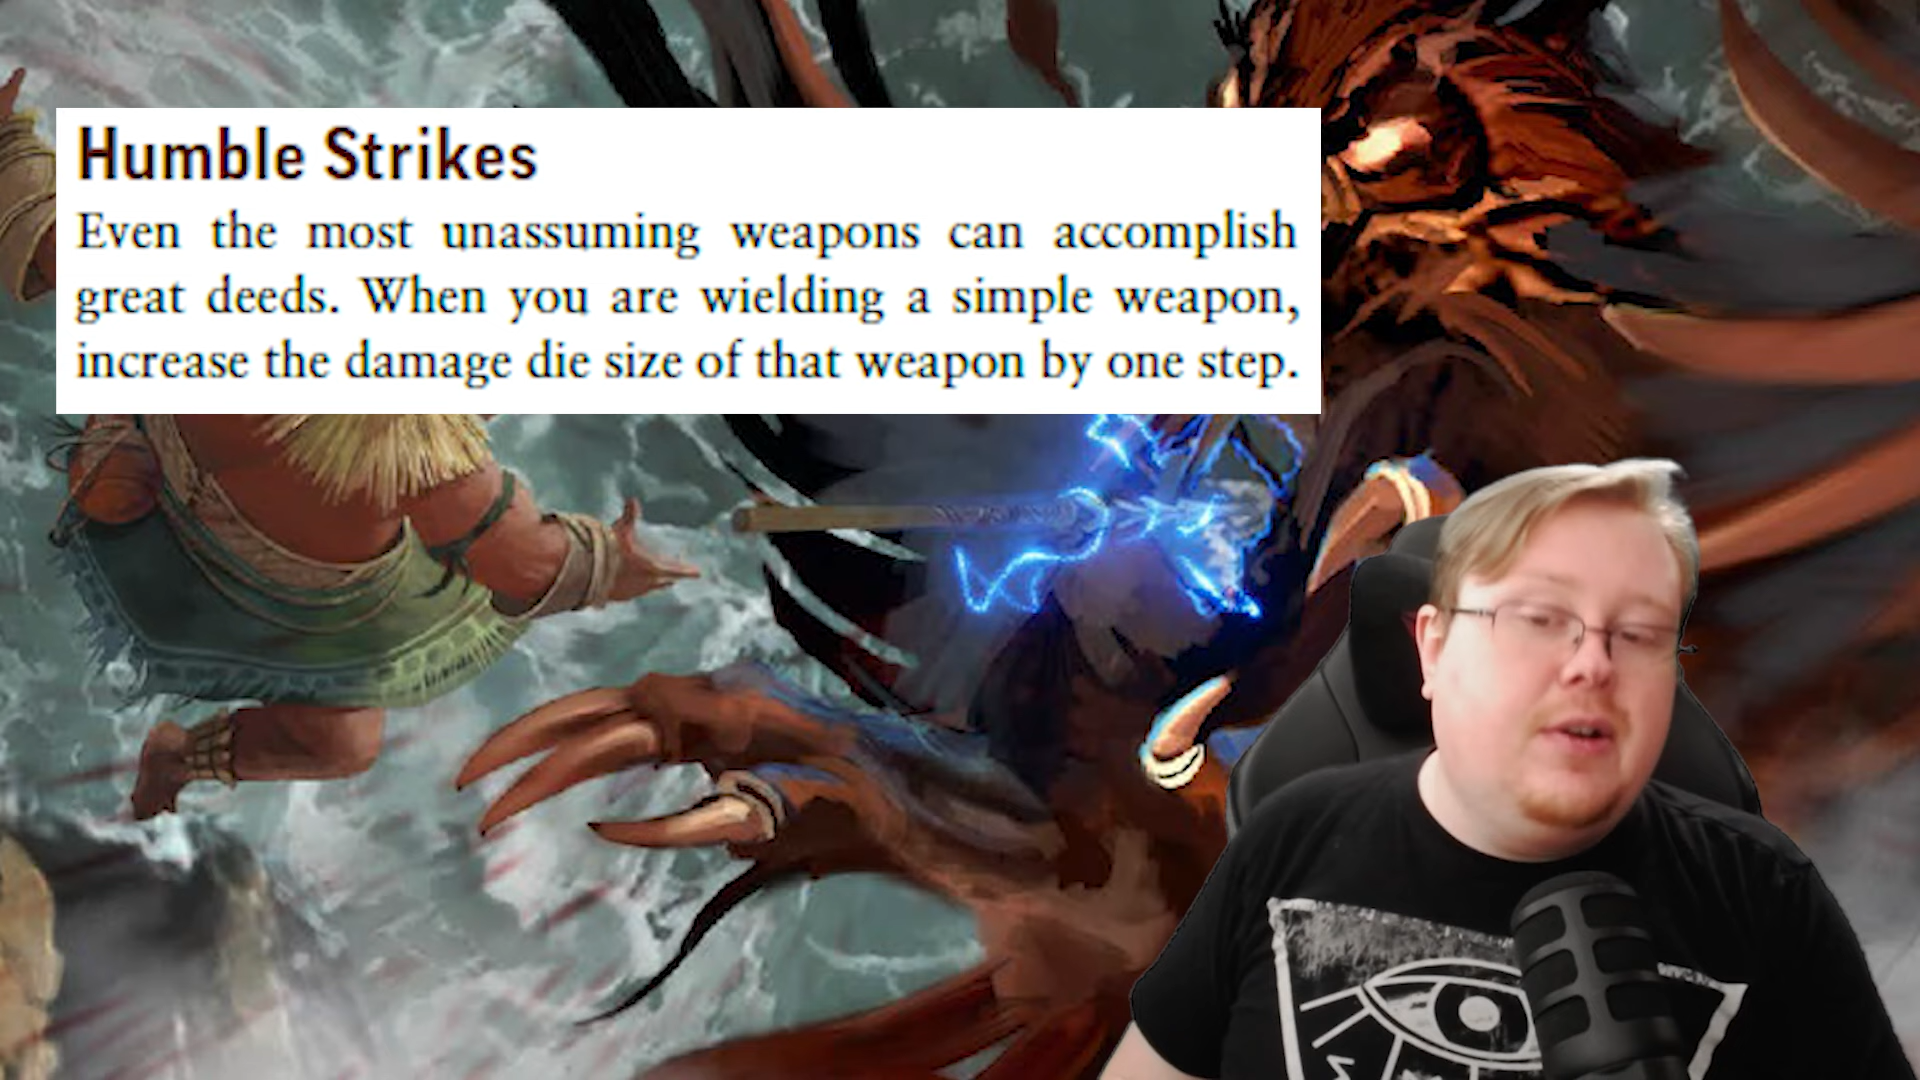 Humble Strikes
Even the most unassuming weapons can accomplish
great deeds. When you are wielding a simple weapon,
increase the damage die size of that weapon by one step.